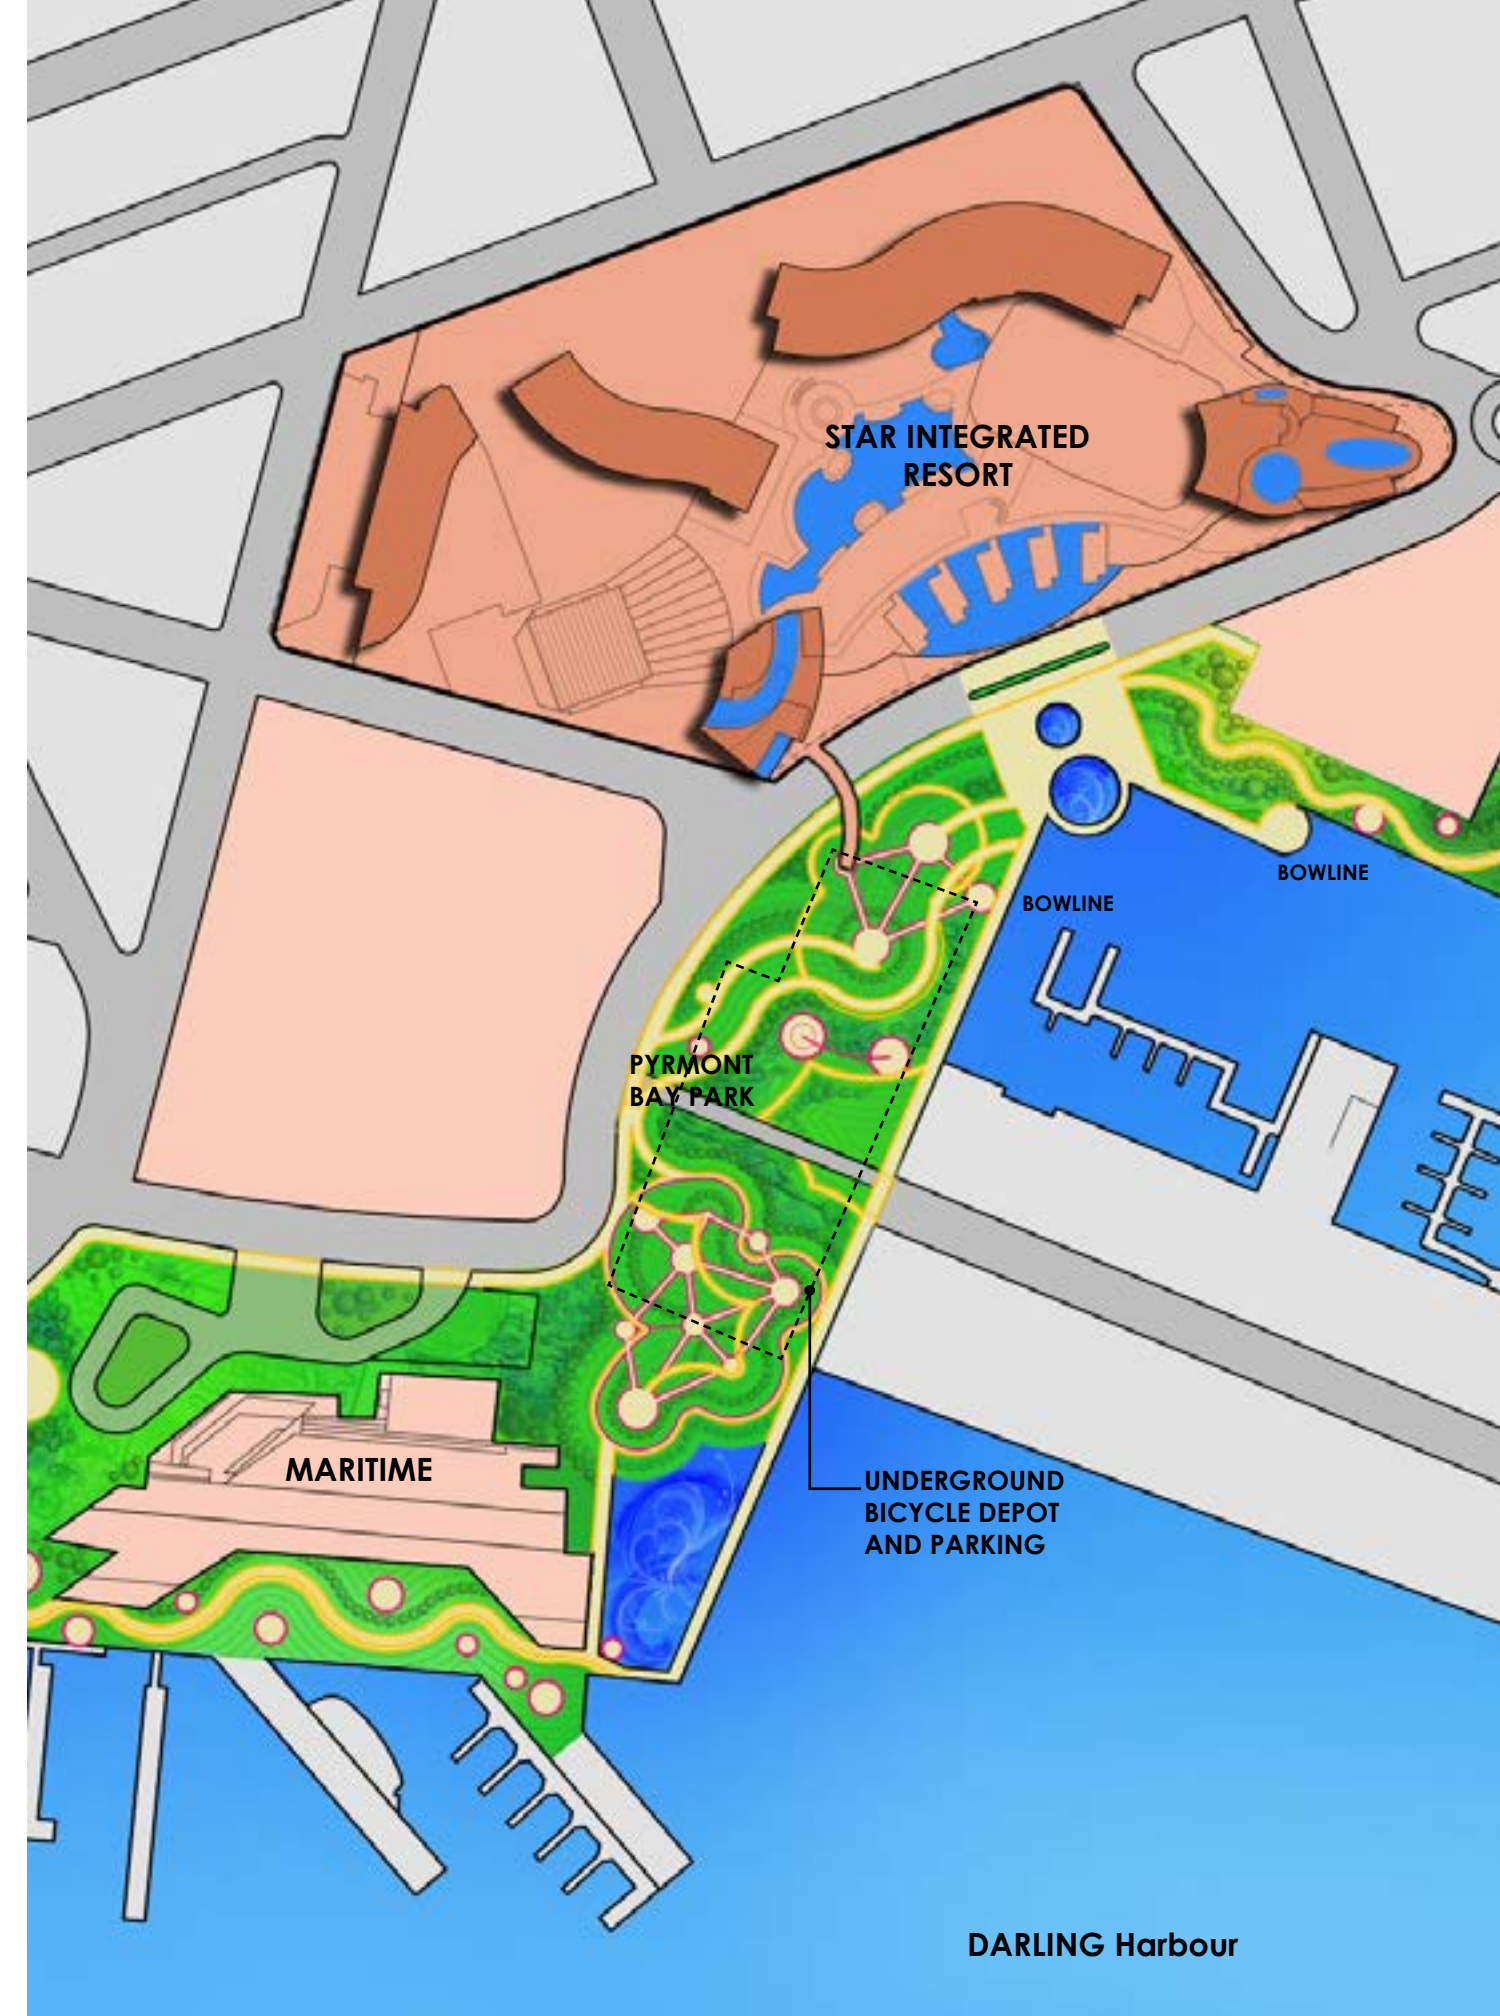 STAR INTEGRATED
RESORT
BOWLINE
BOWLINE
PYRMONT
BAY PARK
MARITIME
UNDERGROUND
BICYCLE DEPOT
AND PARKING
DARLING Harbour